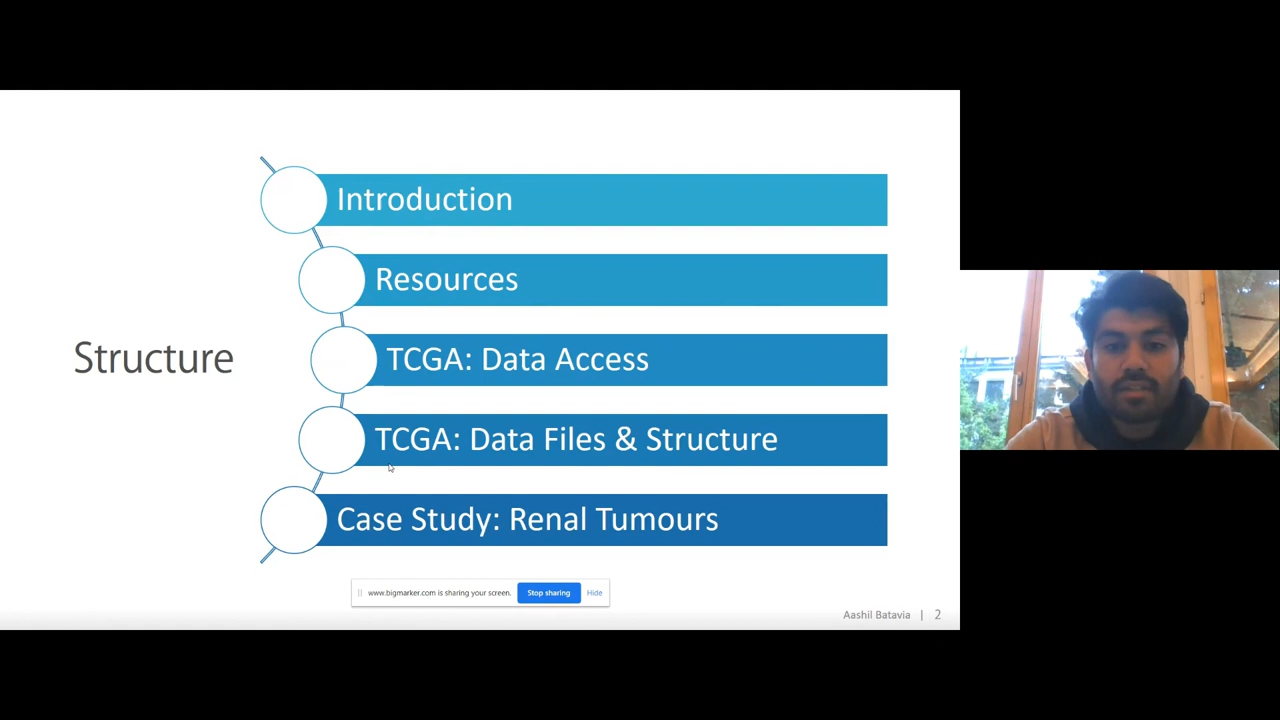 Introduction
Resources
Structure
TCGA: Data Access
TCGA: Data Files & Structure
Case Study: Renal Tumours
www.bigmarker.com is sharing your screen. Stop sharing Hide
Aashil Batavia | 2